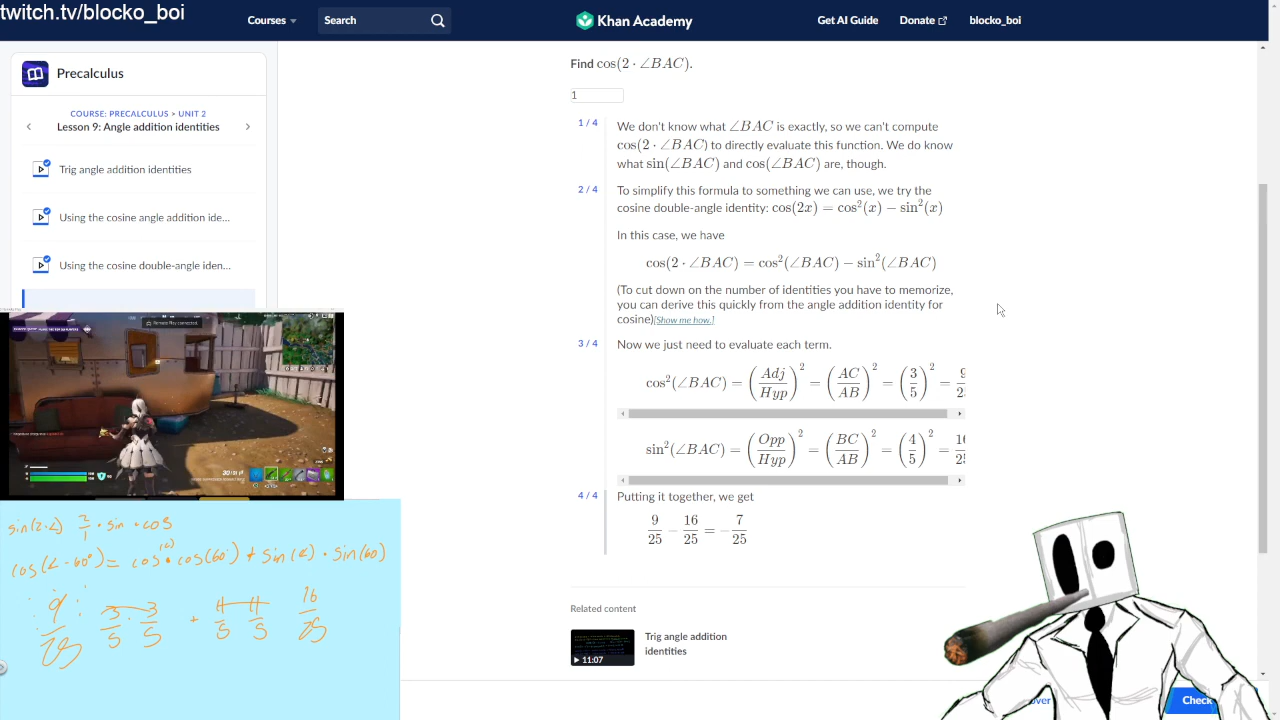 twitch.tv/blocko_boi
Courses
Search
Khan Academy
Get AI Guide
Donate
blocko_boi
Precalculus
COURSE: PRECALCULUS > UNIT 2
Lesson 9: Angle addition identities
Trig angle addition identities
Using the cosine angle addition ide...
Using the cosine double-angle iden...
Find cos(2 · ∠BAC).
1
1 / 4
We don't know what ∠BAC is exactly, so we can't compute
cos(2 · ∠BAC) to directly evaluate this function. We do know
what sin(∠BAC) and cos(∠BAC) are, though.
2 / 4
To simplify this formula to something we can use, we try the
cosine double-angle identity: cos(2x) = cos²(x) − sin²(x)
In this case, we have
cos(2 · ∠BAC) = cos²(∠BAC) − sin²(∠BAC)
(To cut down on the number of identities you have to memorize,
you can derive this quickly from the angle addition identity for
cosine)[Show me how.]
3 / 4
Now we just need to evaluate each term.
cos²(∠BAC) = (Adj/Hyp)² = (AC/AB)² = (3/5)² = 9/2
sin²(∠BAC) = (Opp/Hyp)² = (BC/AB)² = (4/5)² = 16/25
4 / 4
Putting it together, we get
9/25 − 16/25 = −7/25
Related content
11:07
Trig angle addition
identities
Check
Remote Play connected.
sin(2·∠) 2/1 · sin · cos
cos(∠ - 60°) = cos(∠) · cos(60°) + sin(∠) · sin(60)
9/25 3/5 · 3/5 + 4/5 4/5 16/25